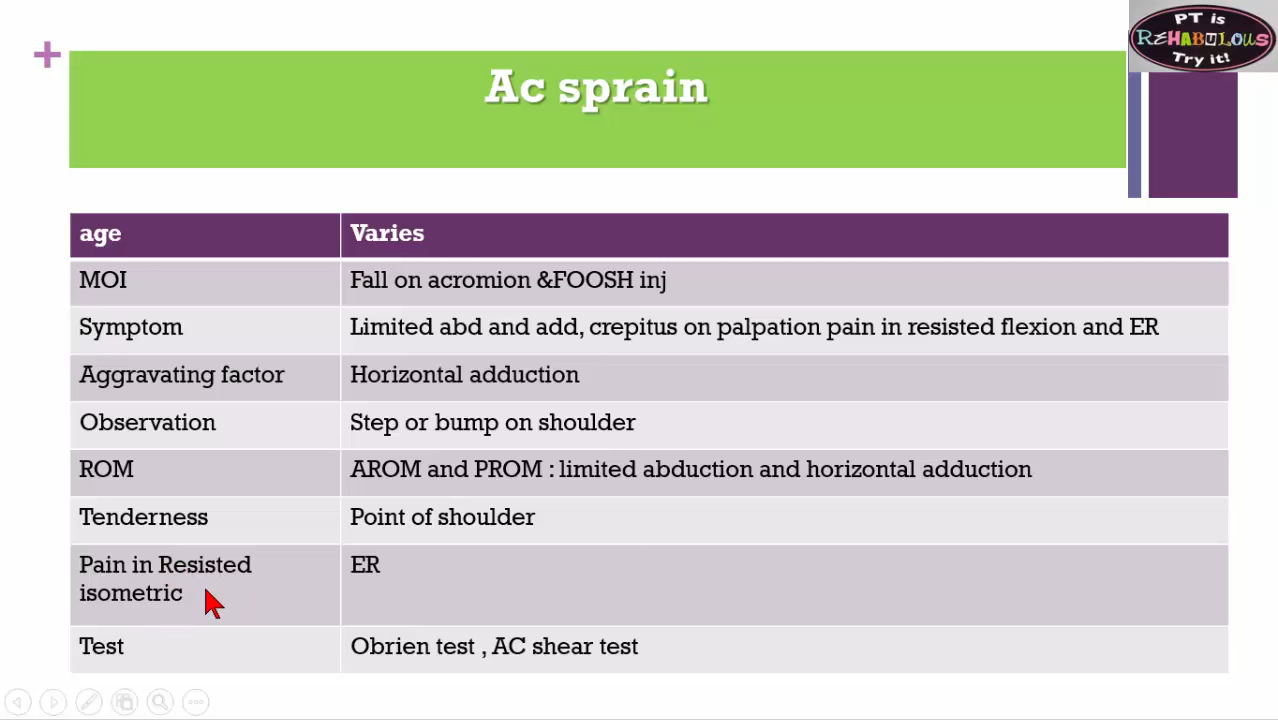 PT is
REHABULOUS
Try it!
Ac sprain
age Varies
MOI Fall on acromion &FOOSH inj
Symptom Limited abd and add, crepitus on palpation pain in resisted flexion and ER
Aggravating factor Horizontal adduction
Observation Step or bump on shoulder
ROM AROM and PROM : limited abduction and horizontal adduction
Tenderness Point of shoulder
Pain in Resisted ER
isometric
Test Obrien test , AC shear test